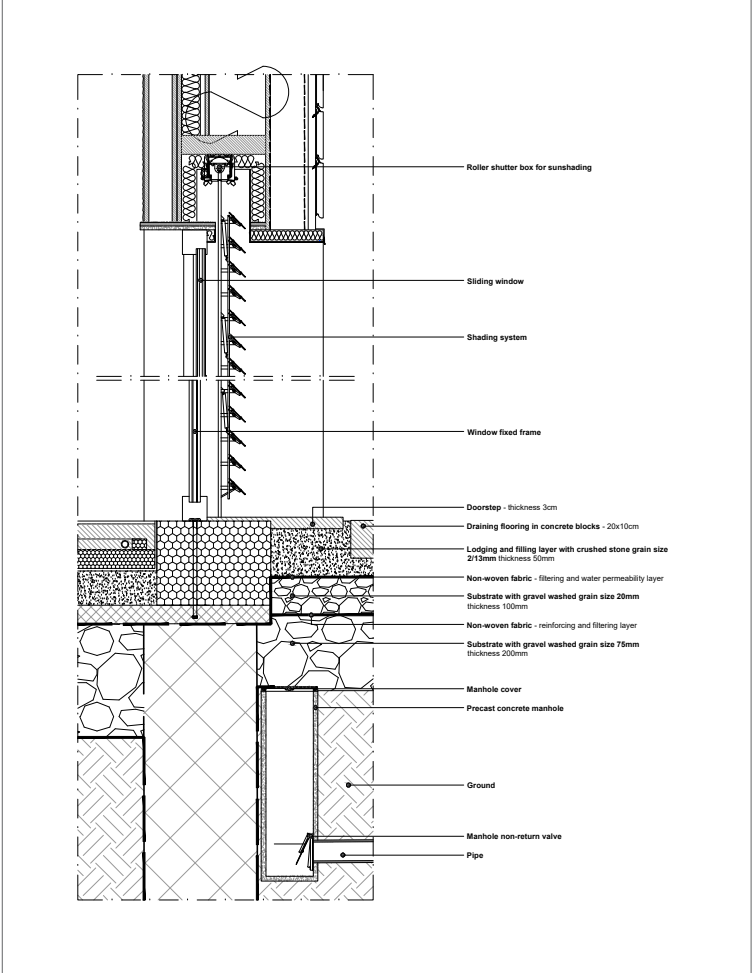 Roller shutter box for sunshading
Sliding window
Shading system
Window fixed frame
Doorstep - thickness 3cm
Draining flooring in concrete blocks - 20x10cm
Lodging and filling layer with crushed stone grain size
2/13mm thickness 50mm
Non-woven fabric - filtering and water permeability layer
Substrate with gravel washed grain size 20mm
thickness 100mm
Non-woven fabric - reinforcing and filtering layer
Substrate with gravel washed grain size 75mm
thickness 200mm
Manhole cover
Precast concrete manhole
Ground
Manhole non-return valve
Pipe